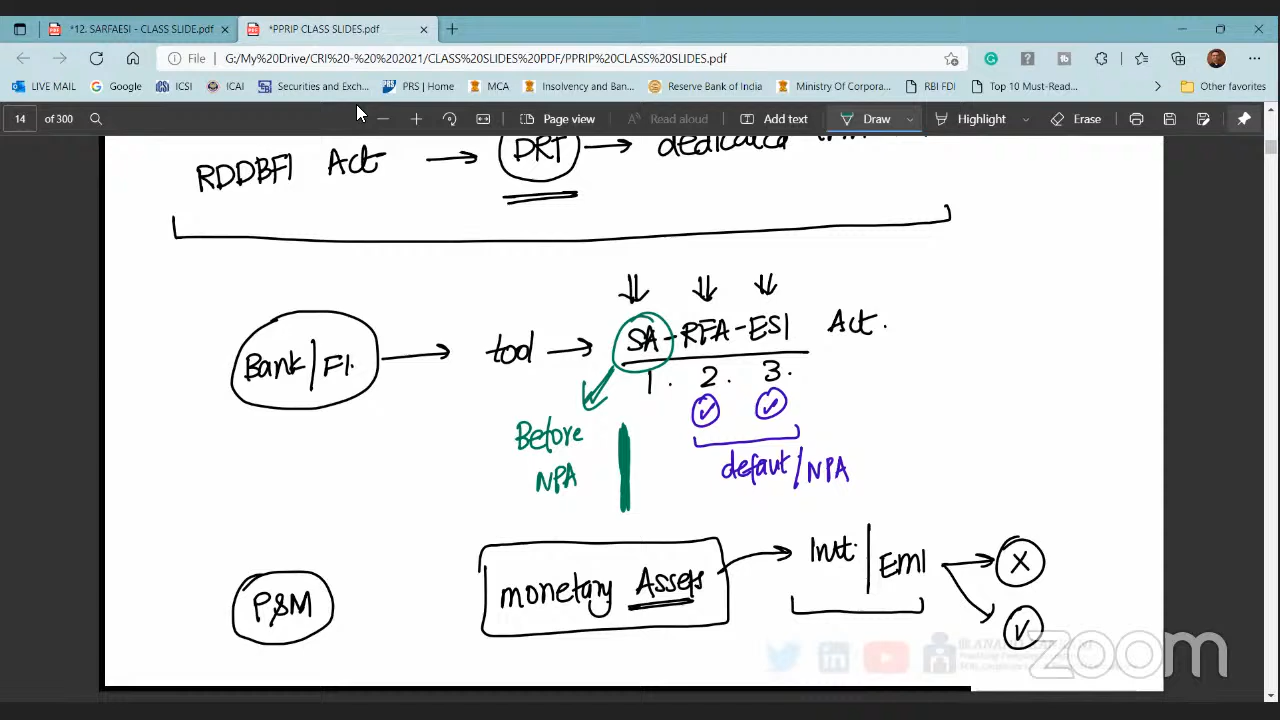 *12. SARFAESI - CLASS SLIDE.pdf
*PPRIP CLASS SLIDES.pdf
File
G:/My%20Drive/CRI%20-%20%202021/CLASS%20SLIDES%20PDF/PPRIP%20CLASS%20SLIDES.pdf
LIVE MAIL
Google
ICSI
ICAI
Securities and Exch...
PRS | Home
MCA
Insolvency and Ban...
Reserve Bank of India
Ministry Of Corpora...
RBI FDI
Top 10 Must-Read...
Other favorites
14 of 300
Page view
Read aloud
Add text
Draw
Highlight
Erase
RDDBFI Act → DRT → dedicated
Bank/FI. → tool → SA-RFA-ESI Act.
1. 2. 3.
Before
NPA
defaut/NPA
monetary Assets
Inst. | EMI
X
P&M
zoom